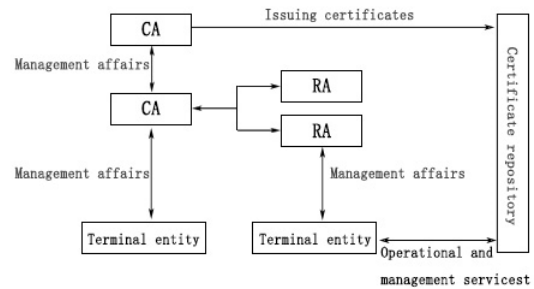 Issuing certificates
CA
Management affairs
CA
RA
RA
Certificate repository
Management affairs
Management affairs
Terminal entity
Terminal entity
Operational and
management servicest